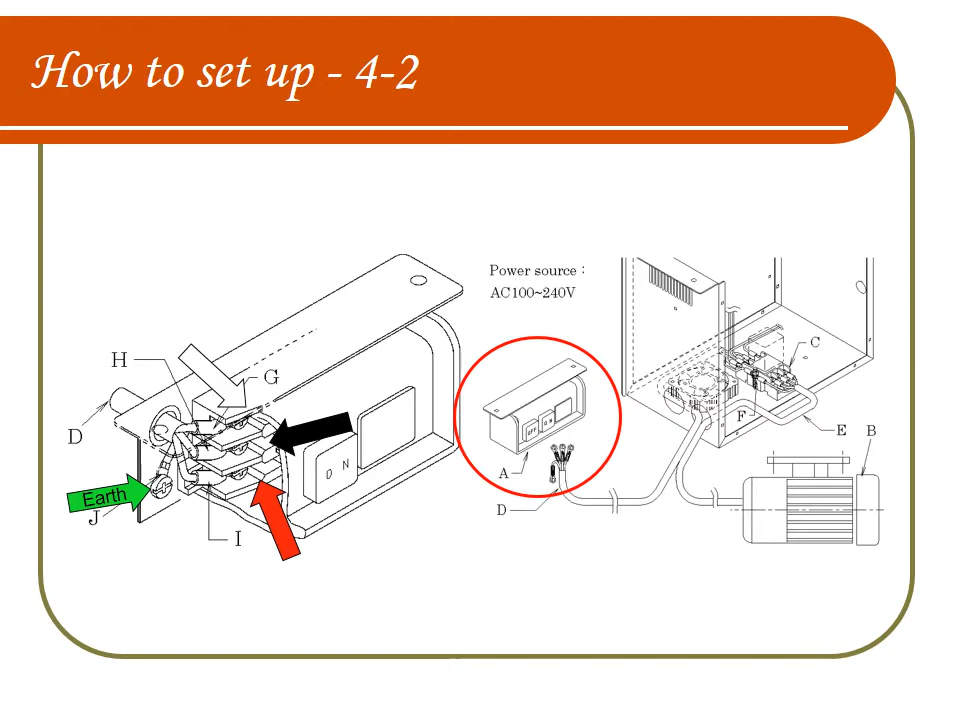 How to set up - 4-2
Power source :
AC100~240V
H
G
D
Earth
J
I
O N
C
F
E
B
A
OFF
ON
D